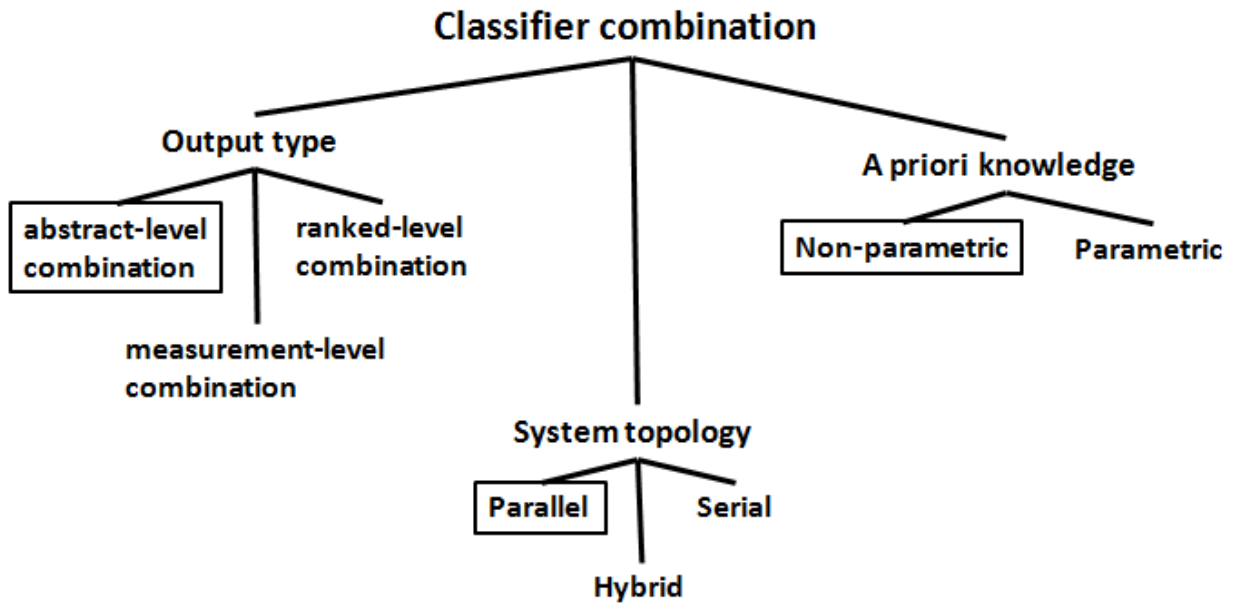 Classifier combination
Output type
A priori knowledge
abstract-level
combination
ranked-level
combination
measurement-level
combination
Non-parametric
Parametric
System topology
Parallel
Serial
Hybrid